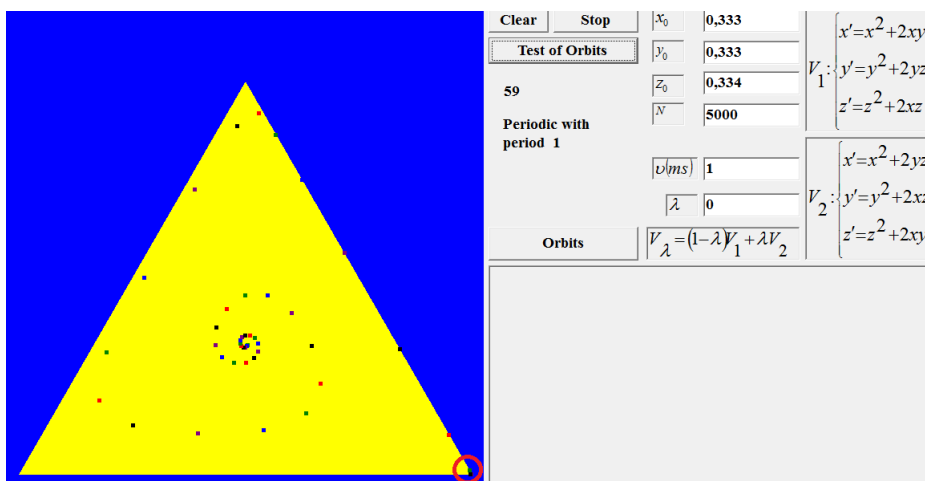 Clear Stop
Test of Orbits
59
Periodic with
period 1
x₀ 0,333
y₀ 0,333
z₀ 0,334
N 5000
υ(ms) 1
λ 0
Orbits
V_λ=(1−λ)V₁+λV₂
V₁:
x′=x²+2xy
y′=y²+2yz
z′=z²+2xz
V₂:
x′=x²+2yz
y′=y²+2xz
z′=z²+2xy